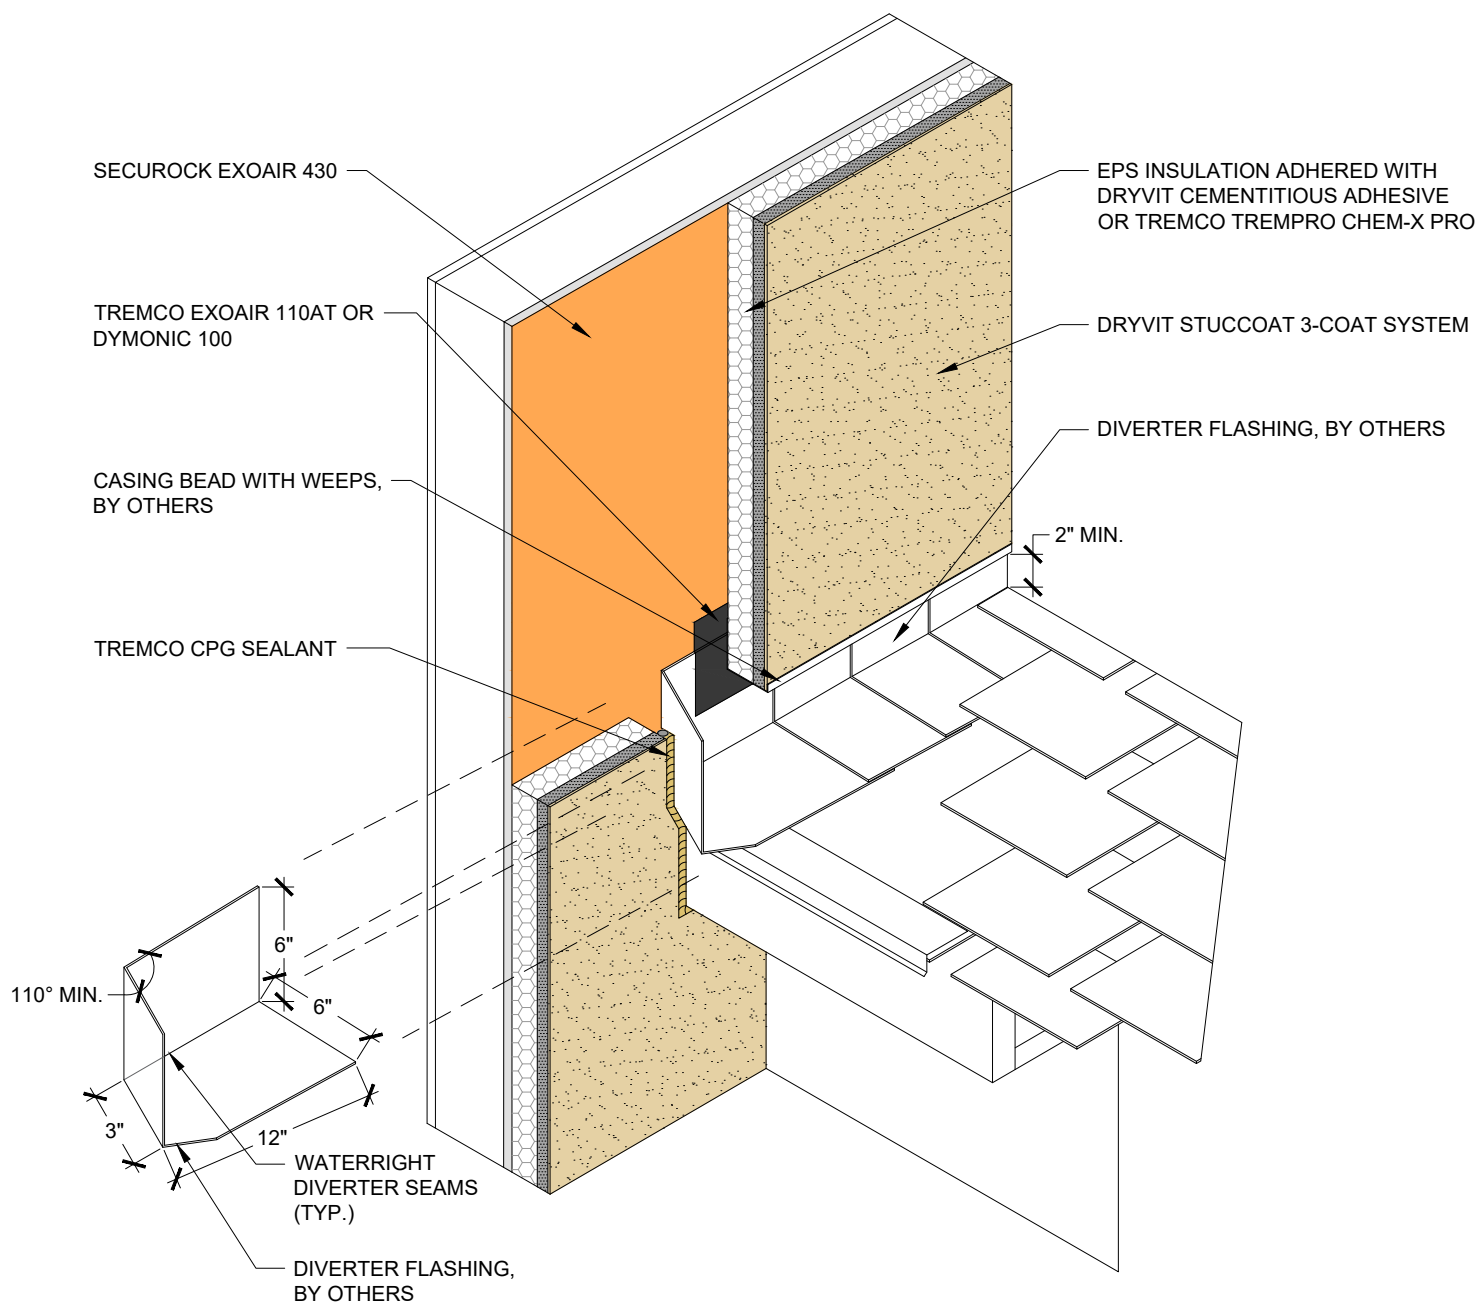 SECUROCK EXOAIR 430
TREMCO EXOAIR 110AT OR
DYMONIC 100
CASING BEAD WITH WEEPS,
BY OTHERS
TREMCO CPG SEALANT
EPS INSULATION ADHERED WITH
DRYVIT CEMENTITIOUS ADHESIVE
OR TREMCO TREMPRO CHEM-X PRO
DRYVIT STUCCOAT 3-COAT SYSTEM
DIVERTER FLASHING, BY OTHERS
2" MIN.
6"
6"
110° MIN.
3"
12"
WATERRIGHT
DIVERTER SEAMS
(TYP.)
DIVERTER FLASHING,
BY OTHERS